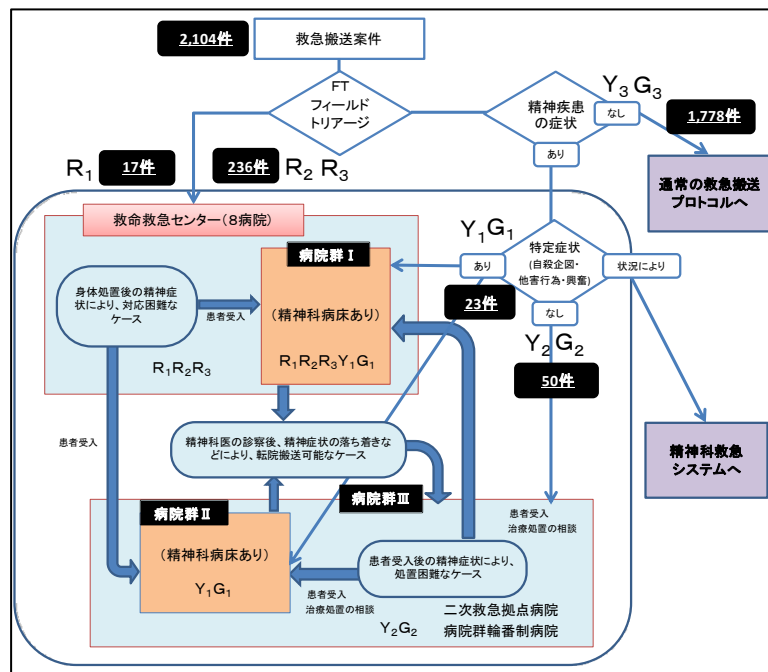 2,104件
救急搬送案件
FT
フィールド
トリアージ
精神疾患
の症状
なし
あり
Y3 G3
1,778件
通常の救急搬送
プロトコルへ
R1
17件
236件
R2 R3
救命救急センター(8病院)
病院群Ⅰ
身体処置後の精神症
状により、対応困難な
ケース
患者受入
(精神科病床あり)
R1R2R3Y1G1
R1R2R3
Y1G1
特定症状
(自殺企図・
他害行為・興奮)
あり
状況により
なし
23件
Y2G2
50件
患者受入
精神科医の診察後、精神症状の落ち着きな
どにより、転院搬送可能なケース
精神科救急
システムへ
病院群Ⅱ
病院群Ⅲ
(精神科病床あり)
Y1G1
患者受入
治療処置の相談
患者受入後の精神症状により、
処置困難なケース
患者受入
治療処置の相談
Y2G2
二次救急拠点病院
病院群輪番制病院